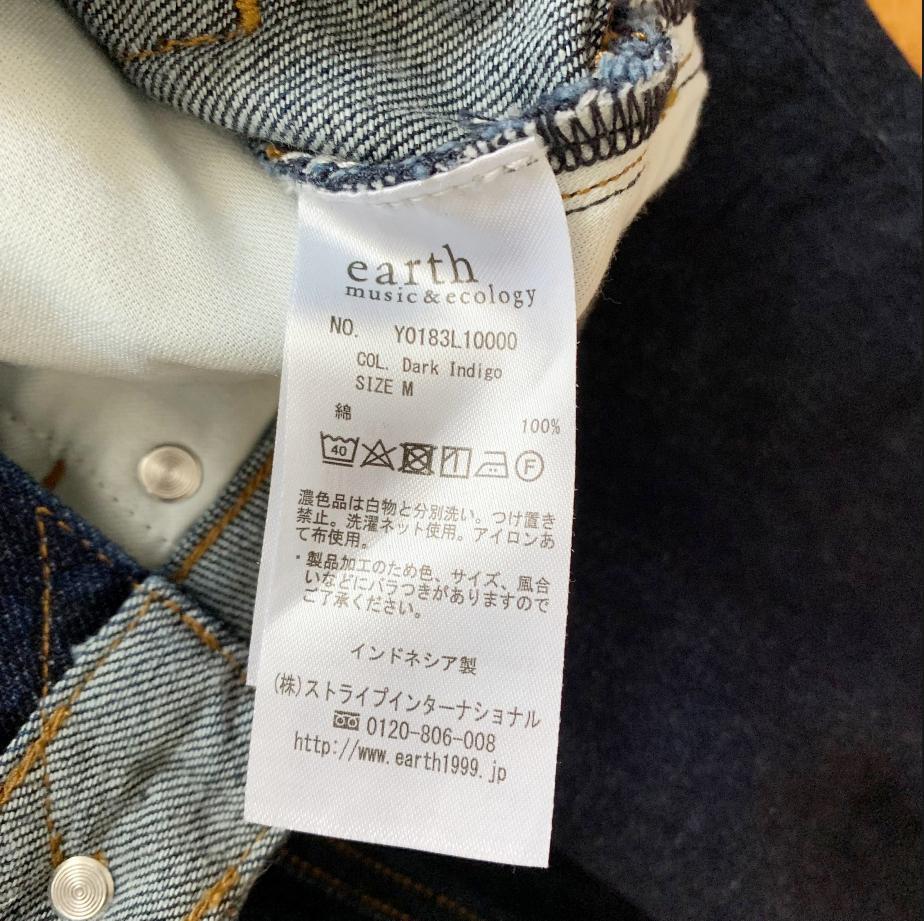 earth
music&ecology
NO. Y0183L10000
COL. Dark Indigo
SIZE M
綿 100%
40 F
濃色品は白物と分別洗い。つけ置き
禁止。洗濯ネット使用。アイロンあ
て布使用。
・製品加工のため色、サイズ、風合
いなどにバラつきがありますので
ご了承ください。
インドネシア製
(株)ストライプインターナショナル
0120-806-008
http://www.earth1999.jp